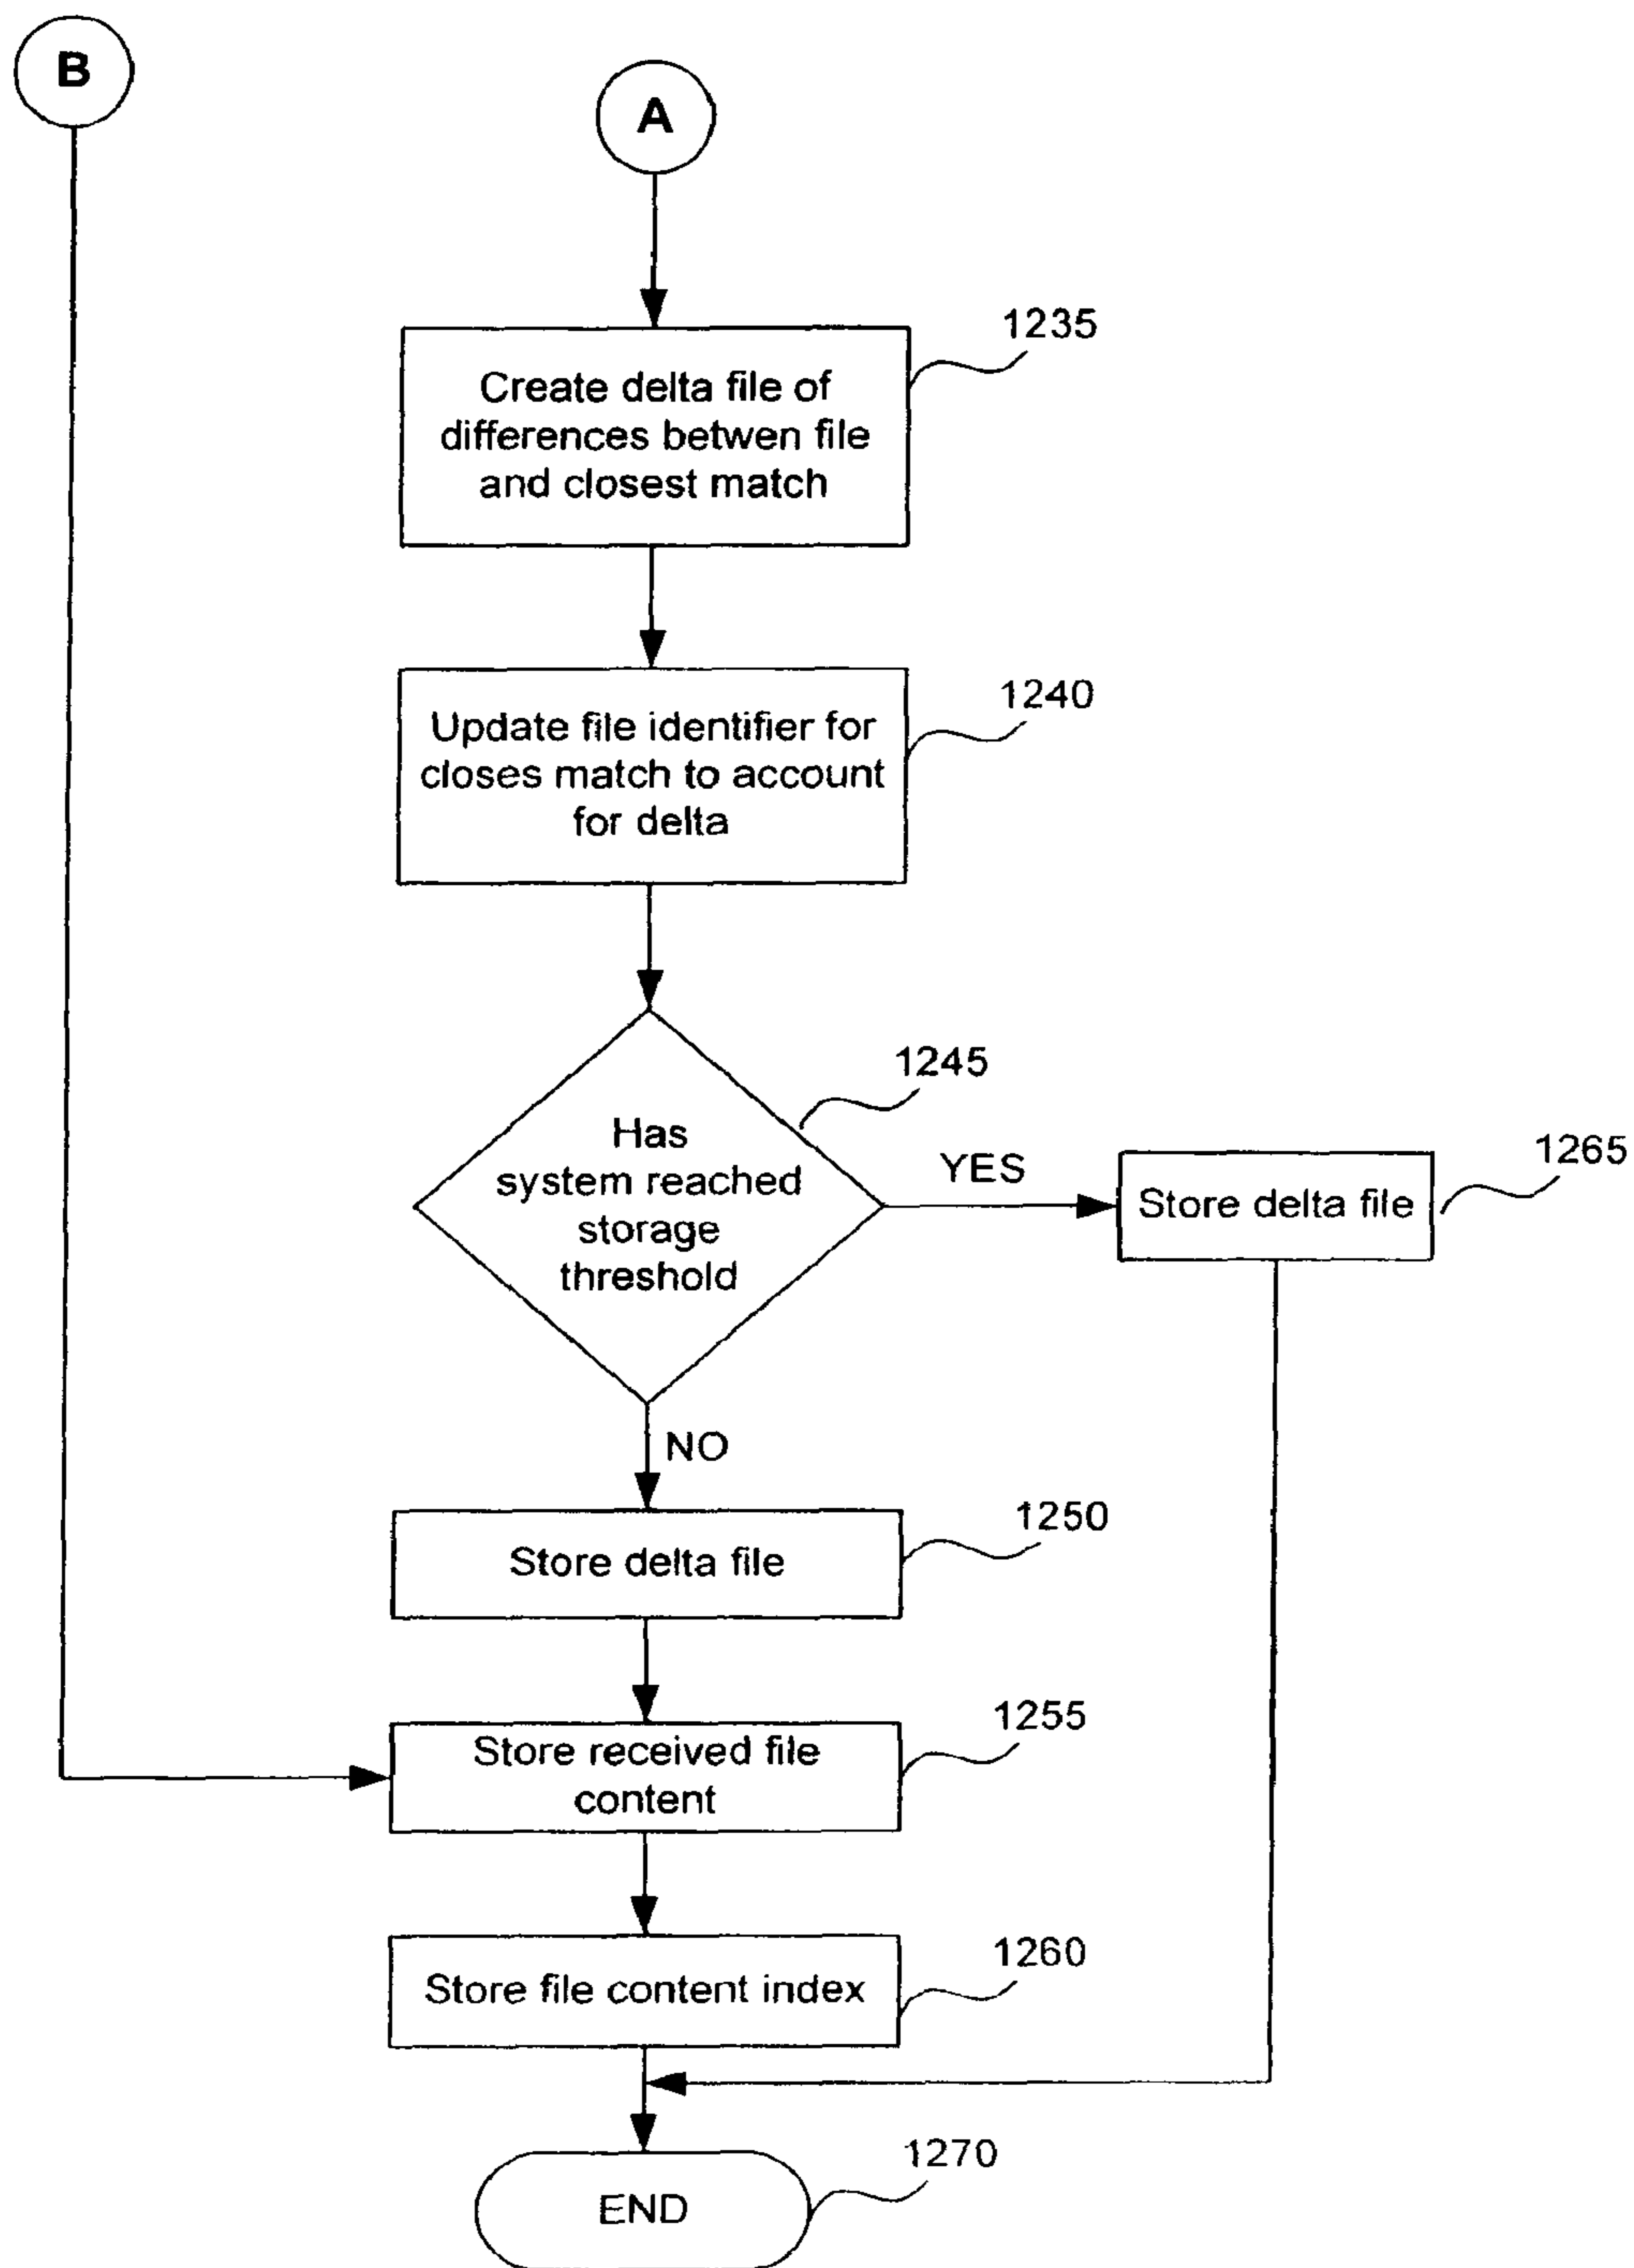 B
A
1235
Create delta file of
differences betwen file
and closest match
1240
Update file identifier for
closes match to account
for delta
1245
Has
system reached
storage
threshold
YES
1265
Store delta file
NO
1250
Store delta file
1255
Store received file
content
1260
Store file content index
1270
END